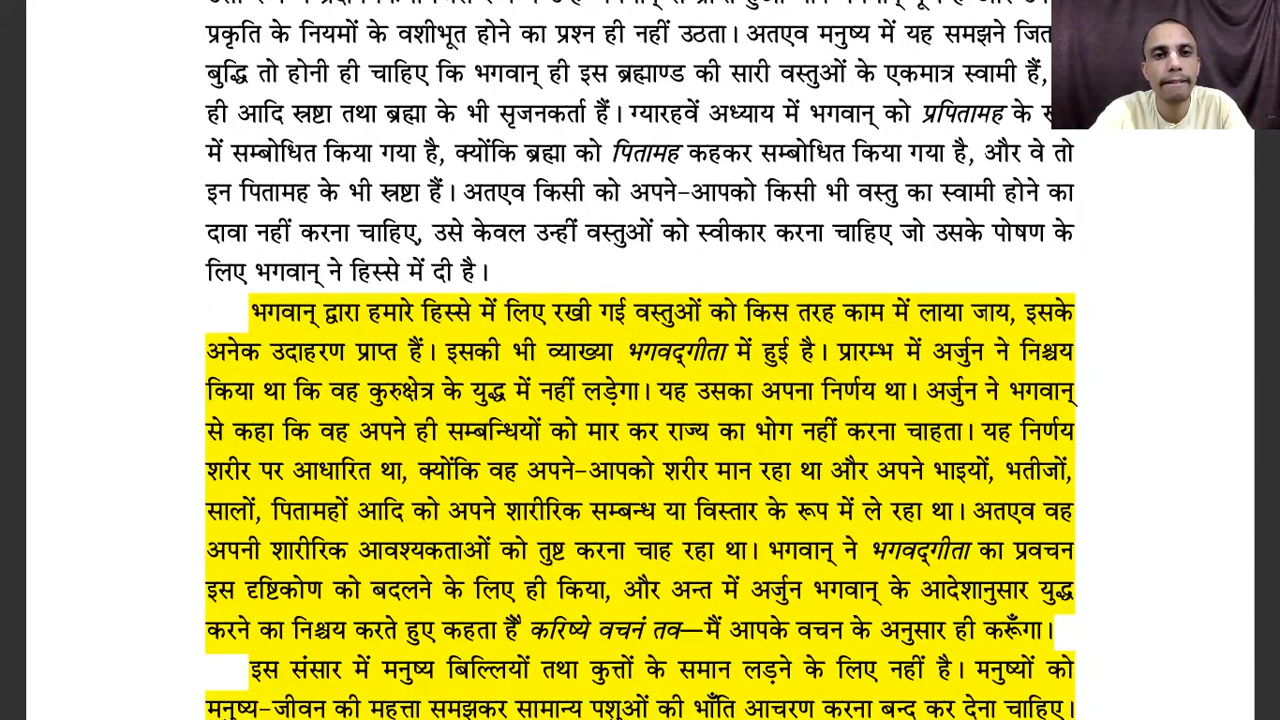 प्रकृति के नियमों के वशीभूत होने का प्रश्न ही नहीं उठता। अतएव मनुष्य में यह समझने
बुद्धि तो होनी ही चाहिए कि भगवान् ही इस ब्रह्माण्ड की सारी वस्तुओं के एकमात्र स्वामी हैं,
ही आदि स्रष्टा तथा ब्रह्मा के भी सृजनकर्ता हैं। ग्यारहवें अध्याय में भगवान् को प्रपितामह के
में सम्बोधित किया गया है, क्योंकि ब्रह्मा को पितामह कहकर सम्बोधित किया गया है, और वे तो
इन पितामह के भी स्रष्टा हैं। अतएव किसी को अपने-आपको किसी भी वस्तु का स्वामी होने का
दावा नहीं करना चाहिए, उसे केवल उन्हीं वस्तुओं को स्वीकार करना चाहिए जो उसके पोषण के
लिए भगवान् ने हिस्से में दी है।
भगवान् द्वारा हमारे हिस्से में लिए रखी गई वस्तुओं को किस तरह काम में लाया जाय, इसके
अनेक उदाहरण प्राप्त हैं। इसकी भी व्याख्या भगवद्गीता में हुई है। प्रारम्भ में अर्जुन ने निश्चय
किया था कि वह कुरुक्षेत्र के युद्ध में नहीं लड़ेगा। यह उसका अपना निर्णय था। अर्जुन ने भगवान्
से कहा कि वह अपने ही सम्बन्धियों को मार कर राज्य का भोग नहीं करना चाहता। यह निर्णय
शरीर पर आधारित था, क्योंकि वह अपने-आपको शरीर मान रहा था और अपने भाइयों, भतीजों,
सालों, पितामहों आदि को अपने शारीरिक सम्बन्ध या विस्तार के रूप में ले रहा था। अतएव वह
अपनी शारीरिक आवश्यकताओं को तुष्ट करना चाह रहा था। भगवान् ने भगवद्गीता का प्रवचन
इस दृष्टिकोण को बदलने के लिए ही किया, और अन्त में अर्जुन भगवान् के आदेशानुसार युद्ध
करने का निश्चय करते हुए कहता है करिष्ये वचनं तव—मैं आपके वचन के अनुसार ही करूँगा।
इस संसार में मनुष्य बिल्लियों तथा कुत्तों के समान लड़ने के लिए नहीं है। मनुष्यों को
मनुष्य-जीवन की महत्ता समझकर सामान्य पशुओं की भाँति आचरण करना बन्द कर देना चाहिए।